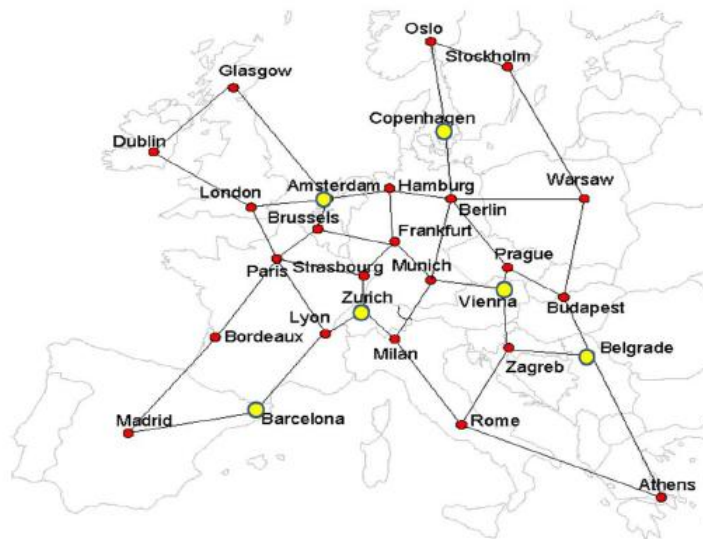 Oslo
Stockholm
Glasgow
Copenhagen
Dublin
Amsterdam
Hamburg
Warsaw
London
Berlin
Brussels
Frankfurt
Prague
Paris
Strasbourg
Munich
Zurich
Vienna
Budapest
Lyon
Bordeaux
Milan
Zagreb
Belgrade
Madrid
Barcelona
Rome
Athens